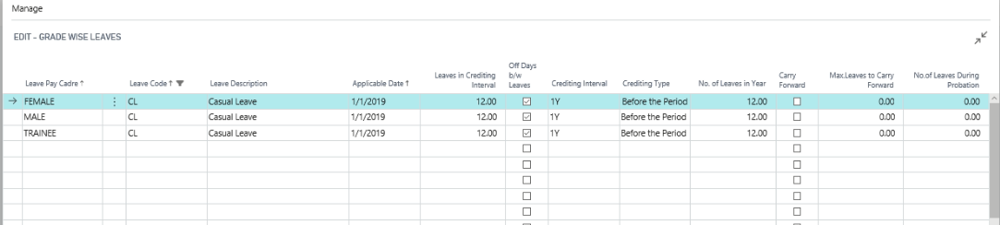 Manage
EDIT - GRADE WISE LEAVES
Leave Pay Cadre ↑ Leave Code ↑ Leave Description Applicable Date ↑ Leaves in Crediting Interval Off Days b/w Leaves Crediting Interval Crediting Type No. of Leaves in Year Carry Forward Max.Leaves to Carry Forward No.of Leaves During Probation
→ FEMALE CL Casual Leave 1/1/2019 12.00 1Y Before the Period 12.00 0.00 0.00
MALE CL Casual Leave 1/1/2019 12.00 1Y Before the Period 12.00 0.00 0.00
TRAINEE CL Casual Leave 1/1/2019 12.00 1Y Before the Period 12.00 0.00 0.00